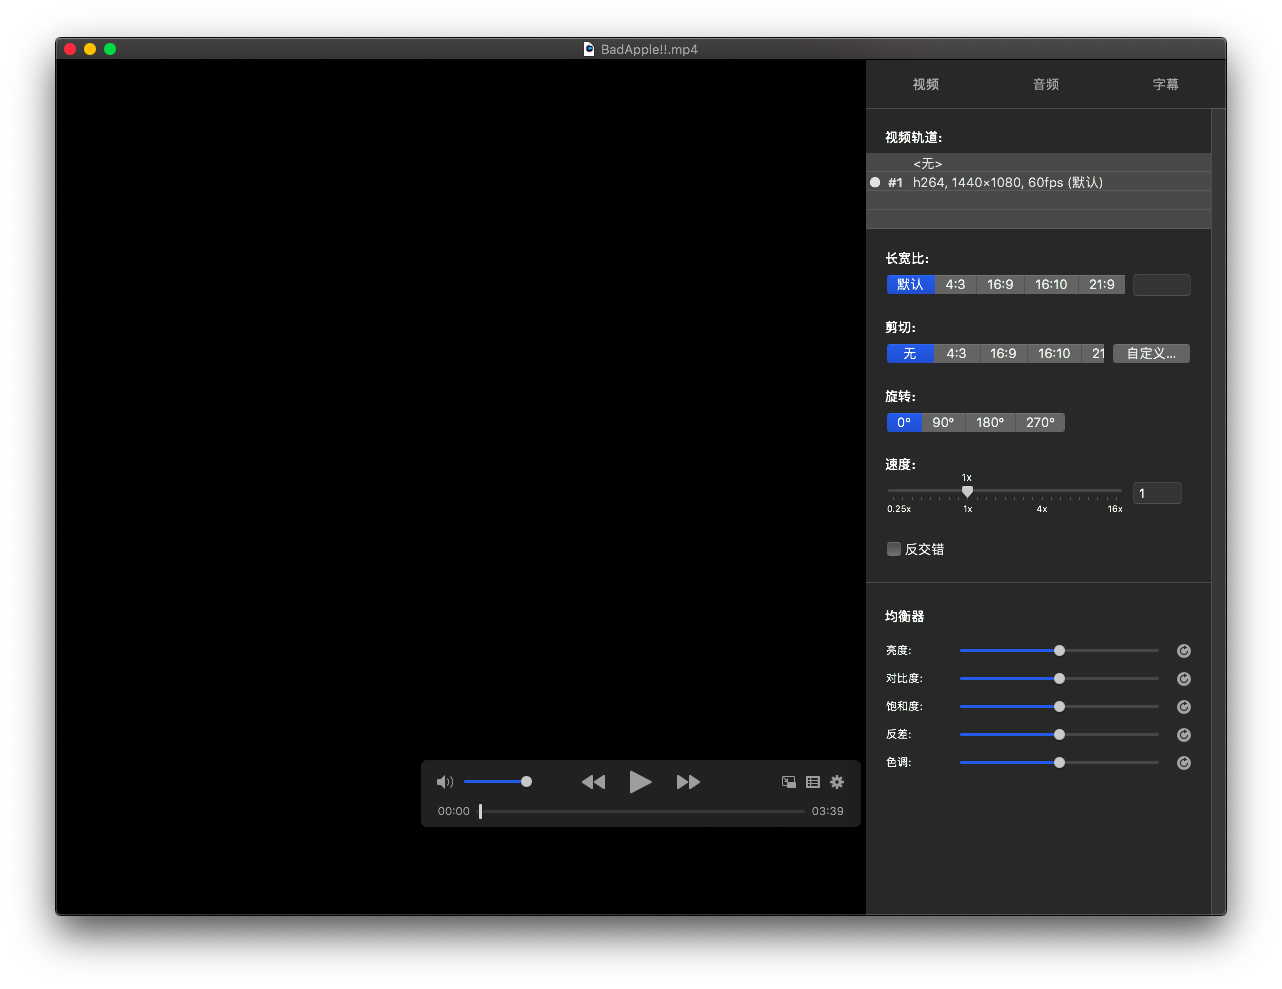 BadApple!!.mp4
视频 音频 字幕
视频轨道:
<无>
#1 h264, 1440×1080, 60fps (默认)
长宽比:
默认 4:3 16:9 16:10 21:9
剪切:
无 4:3 16:9 16:10 21 自定义...
旋转:
0° 90° 180° 270°
速度:
1x
1
0.25x 1x 4x 16x
反交错
均衡器
亮度:
对比度:
饱和度:
反差:
色调:
00:00 03:39